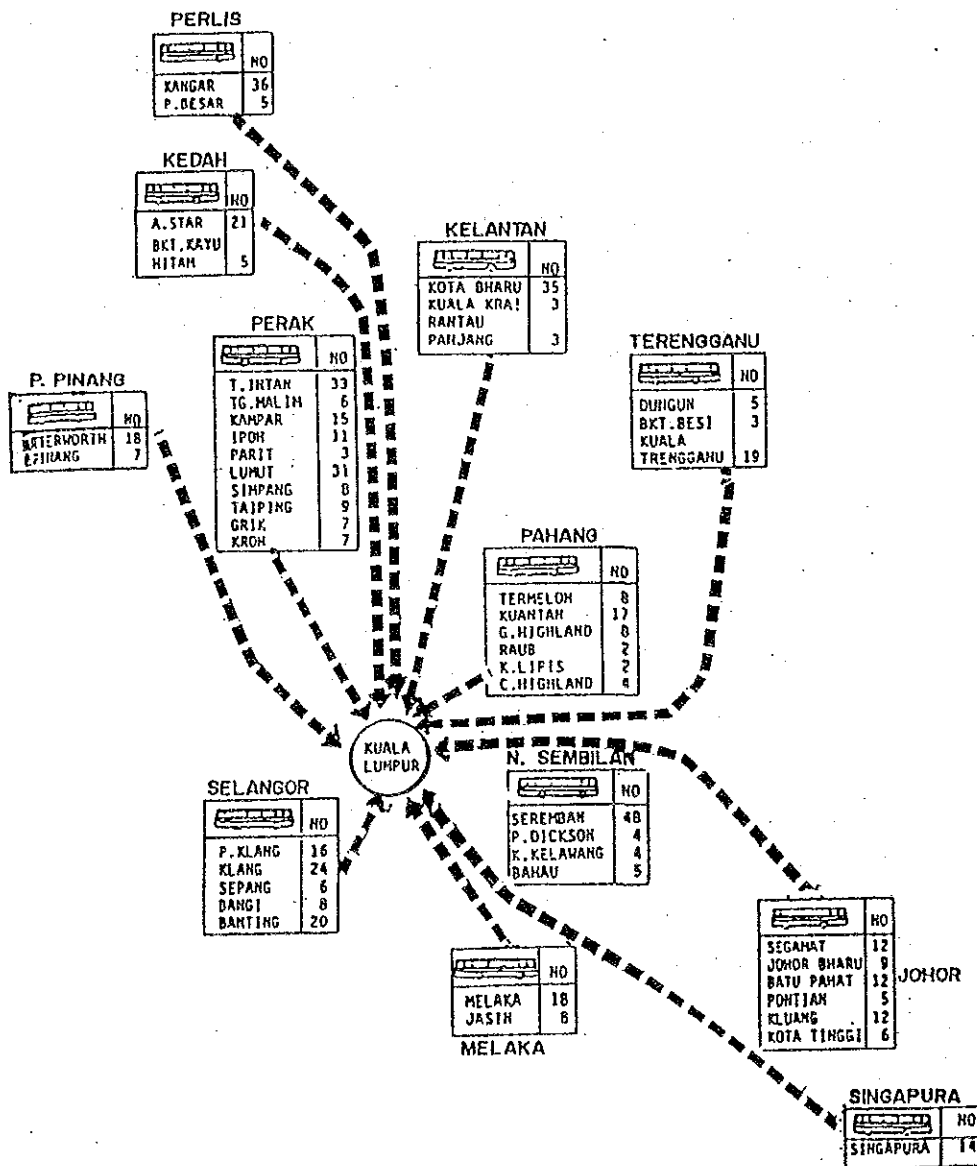 PERLIS
NO
KANGAR 36
P.BESAR 5
KEDAH
NO
A.STAR 21
BKT.KAYU
HITAM 5
KELANTAN
NO
KOTA BHARU 35
KUALA KRAI 3
RANTAU
PANJANG 3
PERAK
NO
T.INTAN 33
TG.MALIM 6
KAMPAR 15
IPOH 11
PARIT 3
LUMUT 31
SIMPANG 8
TAIPING 9
GRIK 7
KROH 7
TERENGGANU
NO
DUNGUN 5
BKT.BESI 3
KUALA
TRENGGANU 19
P. PINANG
NO
18
7
PAHANG
NO
TERMELOH 8
KUANTAN 17
G.HIGHLAND 8
RAUB 2
K.LIPIS 2
C.HIGHLAND 4
KUALA
LUMPUR
N. SEMBILAN
NO
SEREMBAN 48
P.DICKSON 4
K.KELAWANG 4
BAHAU 5
SELANGOR
NO
P.KLANG 16
KLANG 24
SEPANG 6
BANGI 8
BANTING 20
NO
SEGAMAT 12
JOHOR BHARU 9
BATU PAHAT 12
PONTIAN 5
KLUANG 12
KOTA TINGGI 6
JOHOR
NO
MELAKA 18
JASIN
MELAKA
SINGAPURA
NO
SINGAPURA 14